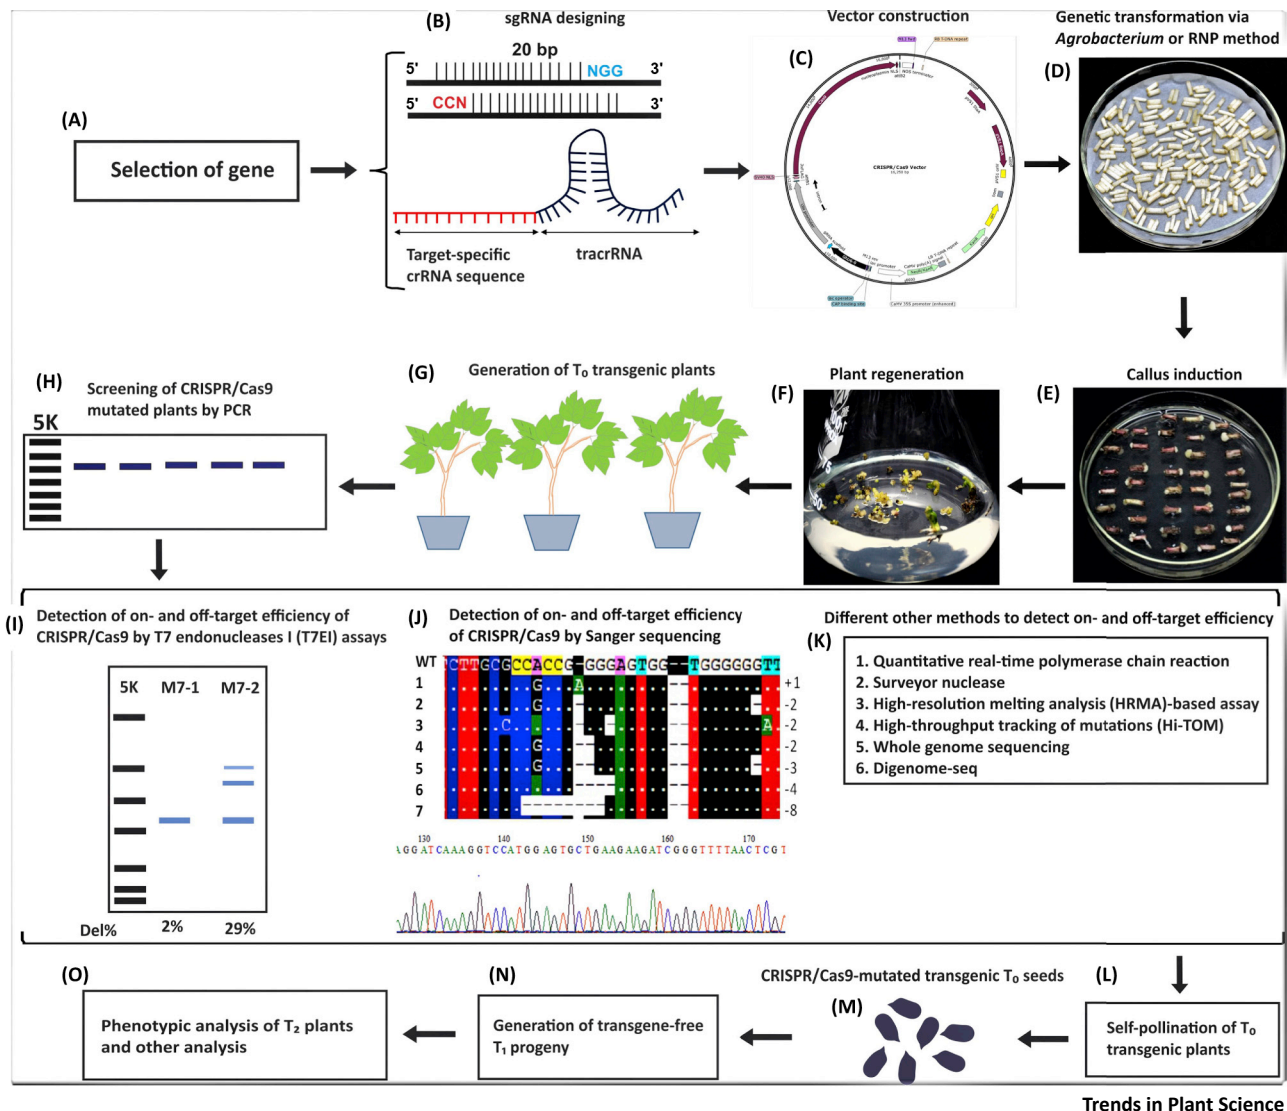 (A)
Selection of gene
(B)
sgRNA designing
20 bp
5'
NGG
3'
5'
CCN
3'
Target-specific
crRNA sequence
tracrRNA
Vector construction
(C)
CRISPR/Cas9 Vector
CaMV 35S promoter (enhanced)
Genetic transformation via
Agrobacterium or RNP method
(D)
Callus induction
(E)
Plant regeneration
(F)
(G)
Generation of T₀ transgenic plants
(H)
Screening of CRISPR/Cas9
mutated plants by PCR
5K
(I)
Detection of on- and off-target efficiency of
CRISPR/Cas9 by T7 endonucleases I (T7EI) assays
5K M7-1 M7-2
Del% 2% 29%
(J)
Detection of on- and off-target efficiency
of CRISPR/Cas9 by Sanger sequencing
WT TCTTGCGCCACCG-GGGAGTGG--TGGGGGGTT
1 G A +1
2 G -2
3 C A -2
4 G -2
5 G -3
6 -4
7 -8
130 140 150 160 170
AGGATCAAAGGTCCATGGAGTGCTGAAGAAGATCGGGTTTTAACTCGT
Different other methods to detect on- and off-target efficiency
(K)
1. Quantitative real-time polymerase chain reaction
2. Surveyor nuclease
3. High-resolution melting analysis (HRMA)-based assay
4. High-throughput tracking of mutations (Hi-TOM)
5. Whole genome sequencing
6. Digenome-seq
(L)
Self-pollination of T₀
transgenic plants
CRISPR/Cas9-mutated transgenic T₀ seeds
(M)
(N)
Generation of transgene-free
T₁ progeny
(O)
Phenotypic analysis of T₂ plants
and other analysis
Trends in Plant Science